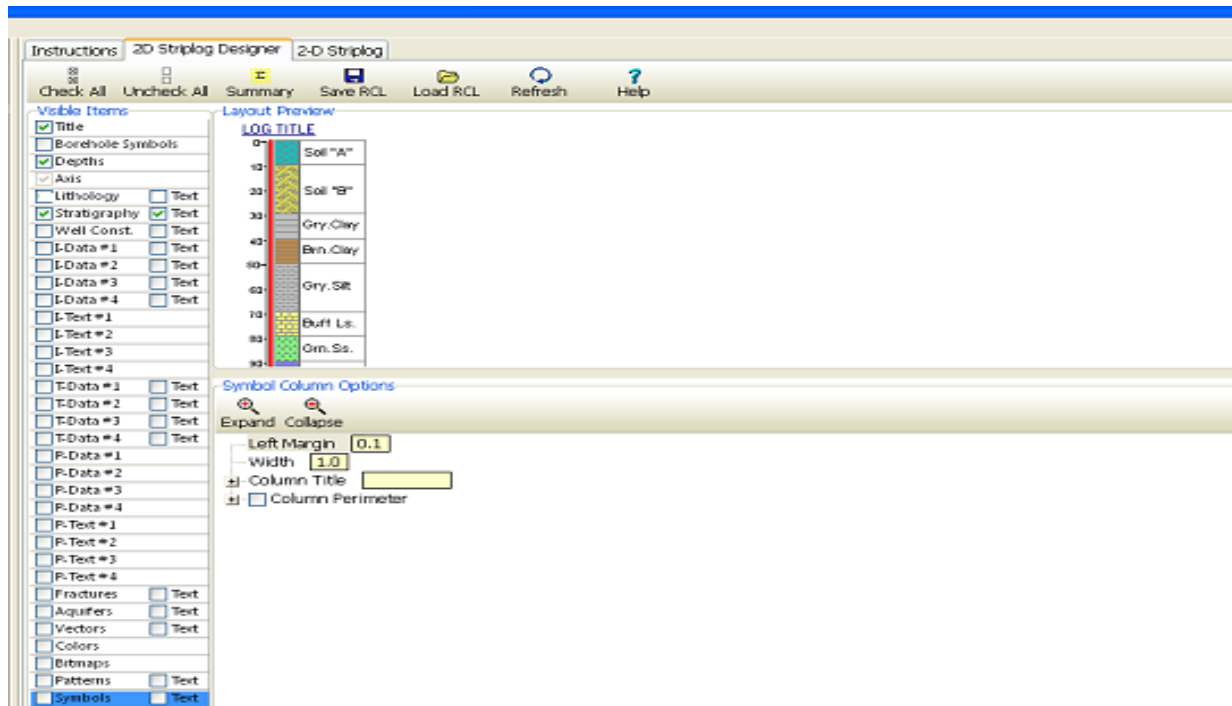 Instructions 2D Striplog Designer 2-D Striplog
Check All Uncheck All Summary Save RCL Load RCL Refresh Help
Visible Items
Title
Borehole Symbols
Depths
Axis
Lithology Text
Stratigraphy Text
Well Const. Text
I-Data #1 Text
I-Data #2 Text
I-Data #3 Text
I-Data #4 Text
I-Text #1
I-Text #2
I-Text #3
I-Text #4
T-Data #1 Text
T-Data #2 Text
T-Data #3 Text
T-Data #4 Text
P-Data #1
P-Data #2
P-Data #3
P-Data #4
P-Text #1
P-Text #2
P-Text #3
P-Text #4
Fractures Text
Aquifers Text
Vectors Text
Colors
Bitmaps
Patterns Text
Symbols Text
Layout Preview
LOG TITLE
0
Soil "A"
10
20 Soil "B"
30
Gry.Clay
40
Brn.Clay
50
60 Gry.Silt
70
Buff Ls.
80
Grn.Ss.
90
Symbol Column Options
Expand Collapse
Left Margin 0.1
Width 1.0
Column Title
Column Perimeter